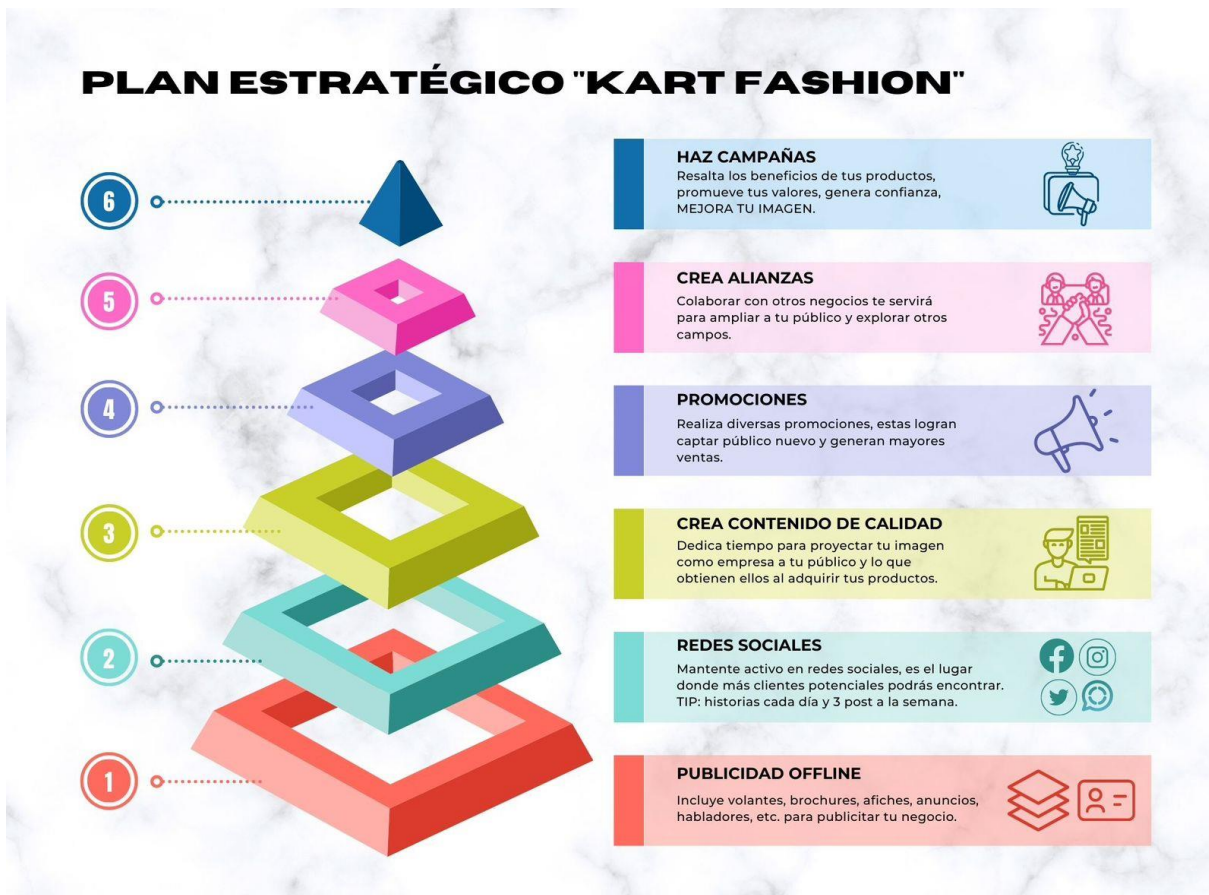 PLAN ESTRATÉGICO "KART FASHION"
6
HAZ CAMPAÑAS
Resalta los beneficios de tus productos,
promueve tus valores, genera confianza,
MEJORA TU IMAGEN.
5
CREA ALIANZAS
Colaborar con otros negocios te servirá
para ampliar a tu público y explorar otros
campos.
4
PROMOCIONES
Realiza diversas promociones, estas logran
captar público nuevo y generan mayores
ventas.
3
CREA CONTENIDO DE CALIDAD
Dedica tiempo para proyectar tu imagen
como empresa a tu público y lo que
obtienen ellos al adquirir tus productos.
2
REDES SOCIALES
Mantente activo en redes sociales, es el lugar
donde más clientes potenciales podrás encontrar.
TIP: historias cada día y 3 post a la semana.
1
PUBLICIDAD OFFLINE
Incluye volantes, brochures, afiches, anuncios,
habladores, etc. para publicitar tu negocio.